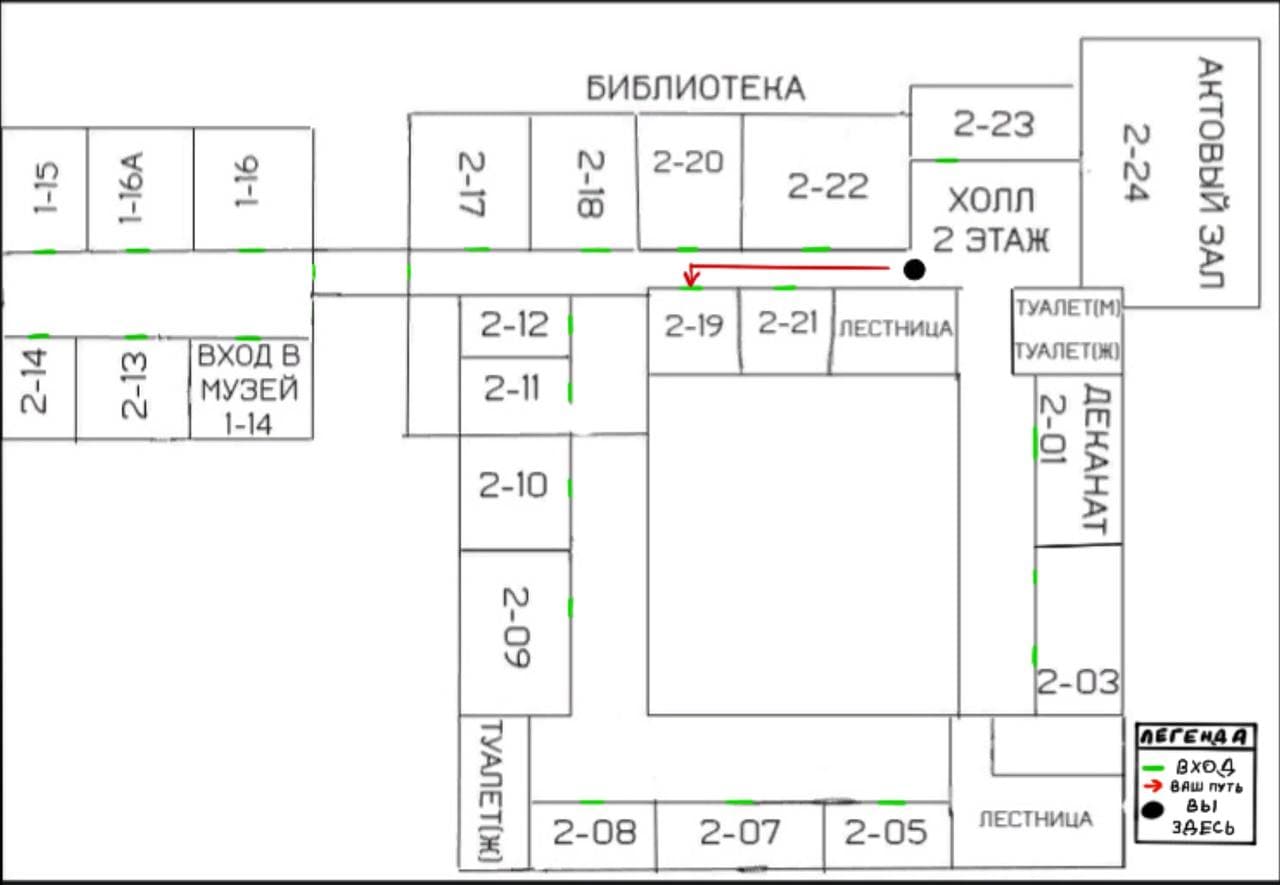 БИБЛИОТЕКА
1-15
1-16А
1-16
2-17
2-18
2-20
2-22
2-23
ХОЛЛ
2 ЭТАЖ
2-24
АКТОВЫЙ ЗАЛ
2-14
2-13
ВХОД В
МУЗЕЙ
1-14
2-12
2-11
2-10
2-09
2-19
2-21
ЛЕСТНИЦА
ТУАЛЕТ(М)
ТУАЛЕТ(Ж)
2-01
ДЕКАНАТ
2-03
ТУАЛЕТ(Ж)
2-08
2-07
2-05
ЛЕСТНИЦА
ЛЕГЕНДА
ВХОД
ВАШ ПУТЬ
ВЫ
ЗДЕСЬ